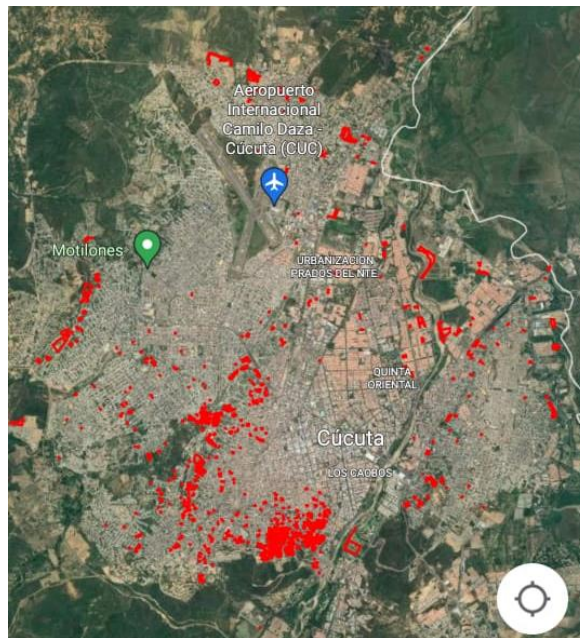 Aeropuerto
Internacional
Camilo Daza -
Cúcuta (CUC)
Motilones
URBANIZACIÓN
PRADOS DEL NTE.
QUINTA
ORIENTAL
Cúcuta
LOS CAOBOS